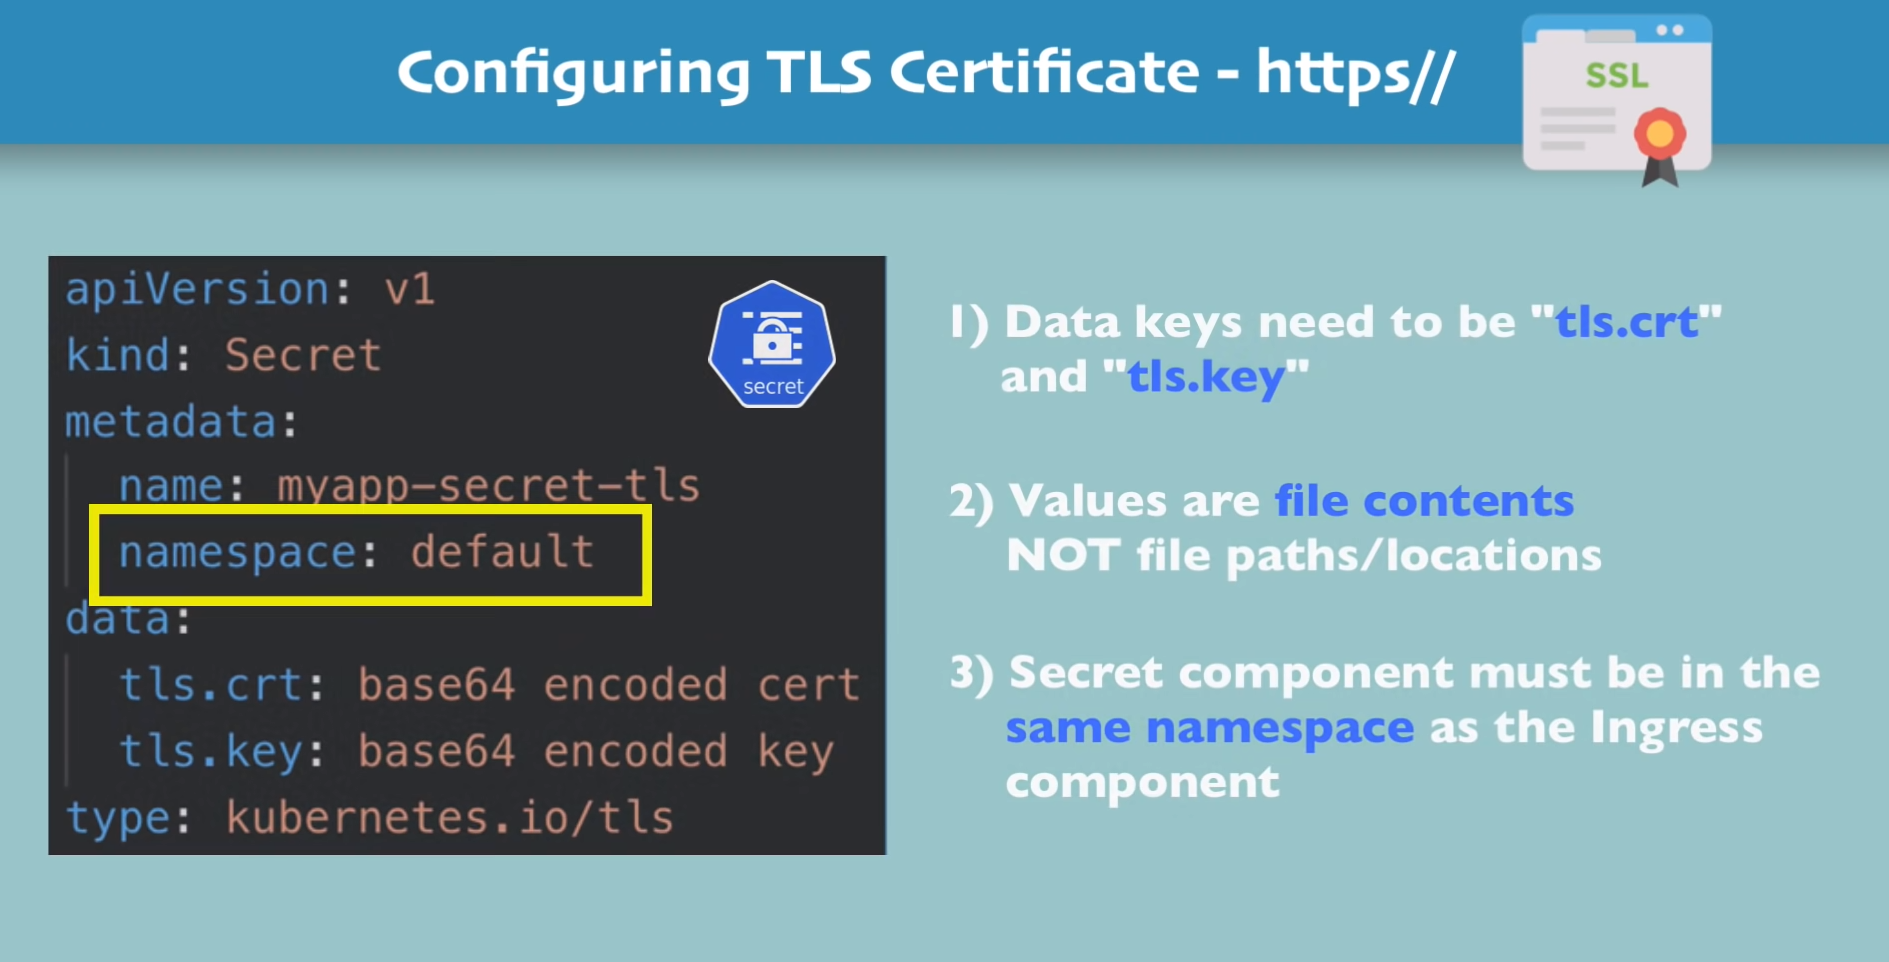 Configuring TLS Certificate - https//
SSL
apiVersion: v1
kind: Secret
metadata:
name: myapp-secret-tls
namespace: default
data:
tls.crt: base64 encoded cert
tls.key: base64 encoded key
type: kubernetes.io/tls
secret
1) Data keys need to be "tls.crt"
and "tls.key"
2) Values are file contents
NOT file paths/locations
3) Secret component must be in the
same namespace as the Ingress
component